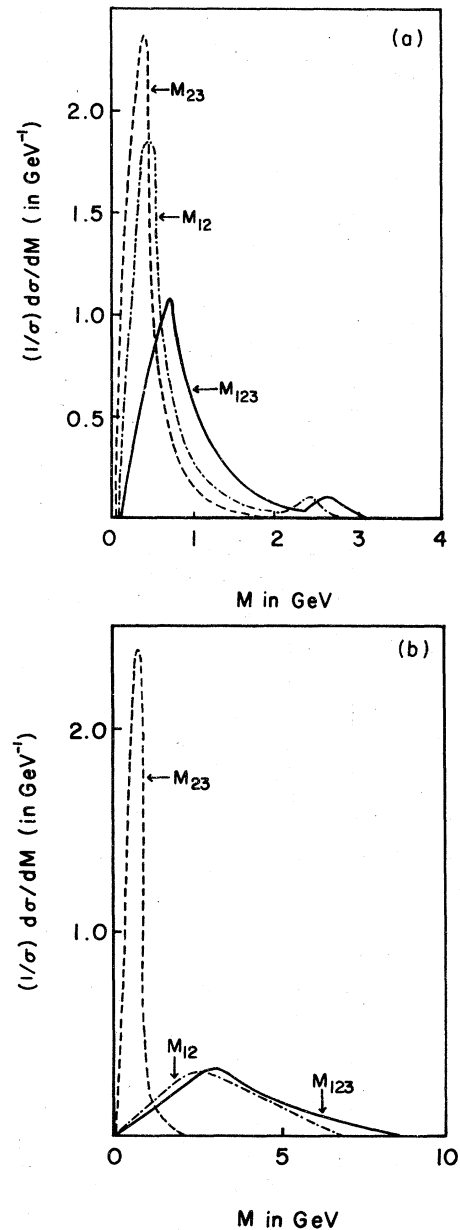 (a)
2.0
1.5
1.0
0.5
(1/σ) dσ/dM (in GeV⁻¹)
M₂₃
M₁₂
M₁₂₃
0 1 2 3 4
M in GeV
(b)
2.0
1.0
(1/σ) dσ/dM (in GeV⁻¹)
M₂₃
M₁₂
M₁₂₃
0 5 10
M in GeV